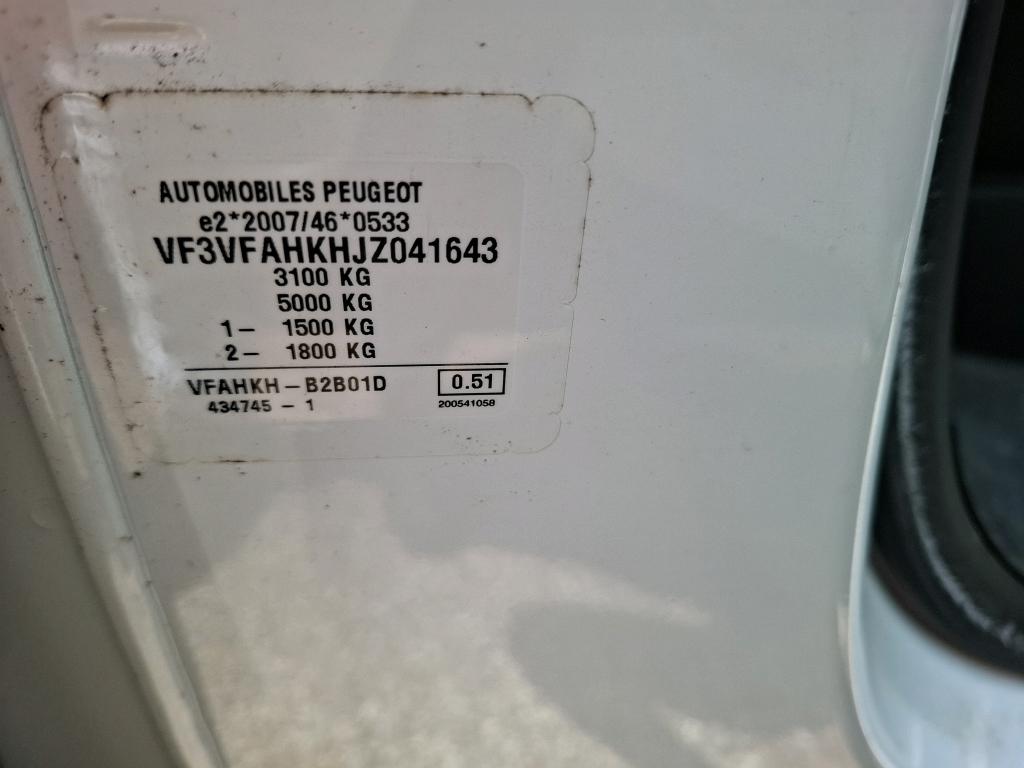 AUTOMOBILES PEUGEOT
e2*2007/46*0533
VF3VFAHKHJZ041643
3100 KG
5000 KG
1- 1500 KG
2- 1800 KG
VFAHKH-B2B01D 0.51
434745 - 1 200541058